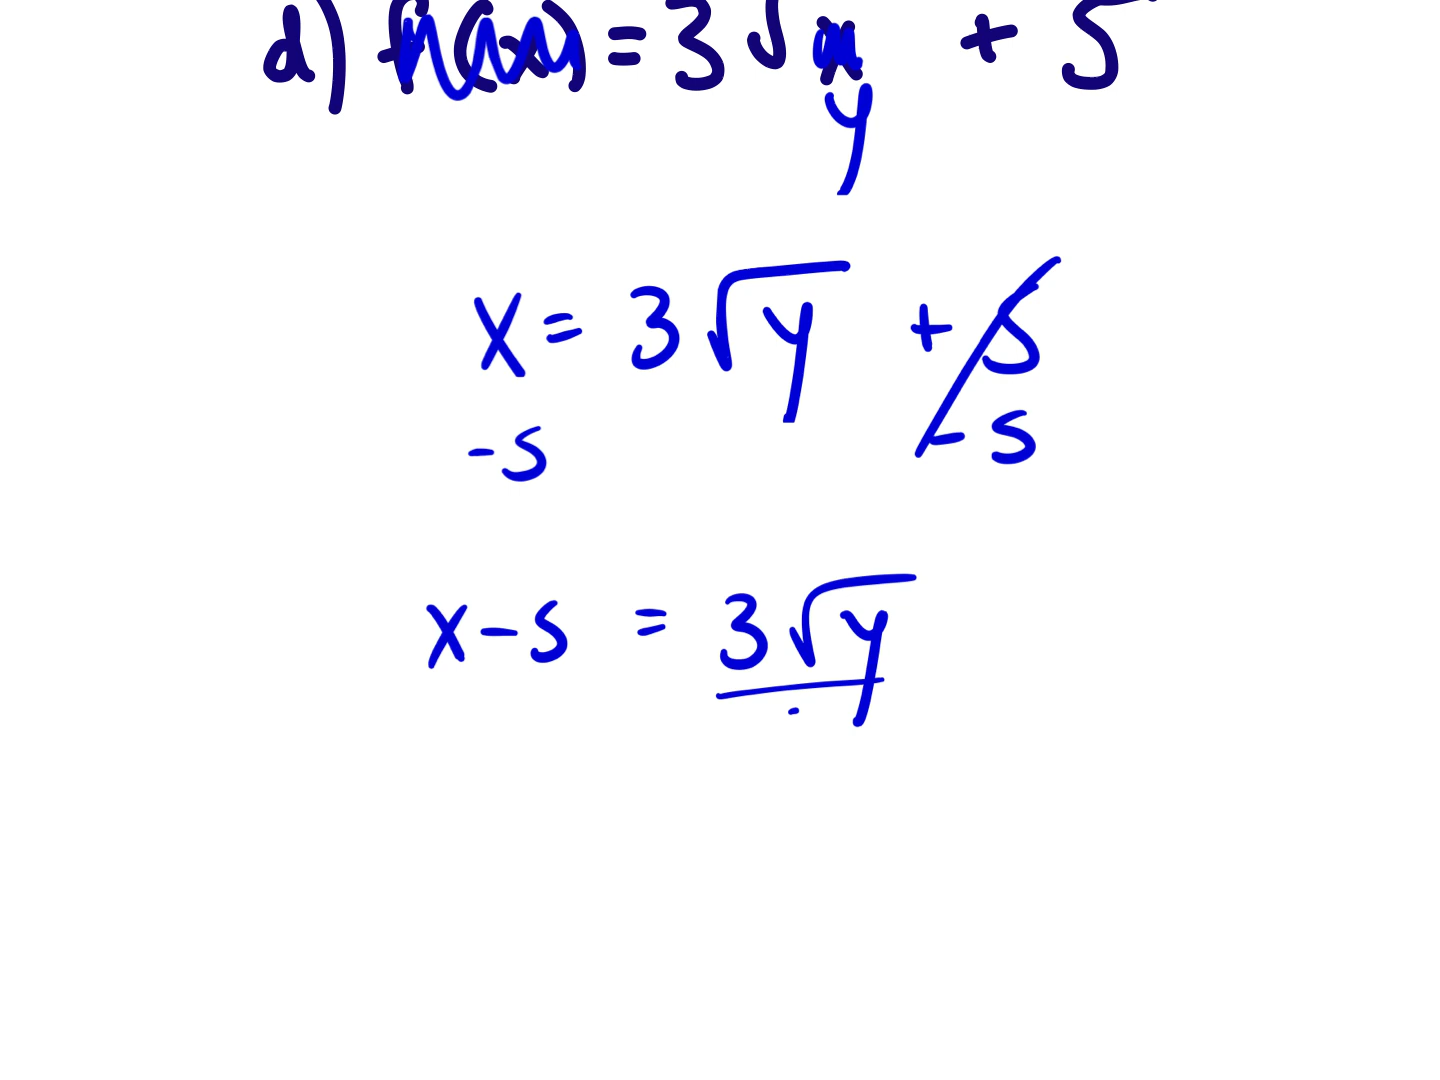 d) f(x) = 3√x + 5
y
x = 3√y + 5
-5 - 5
x - 5 = 3√y